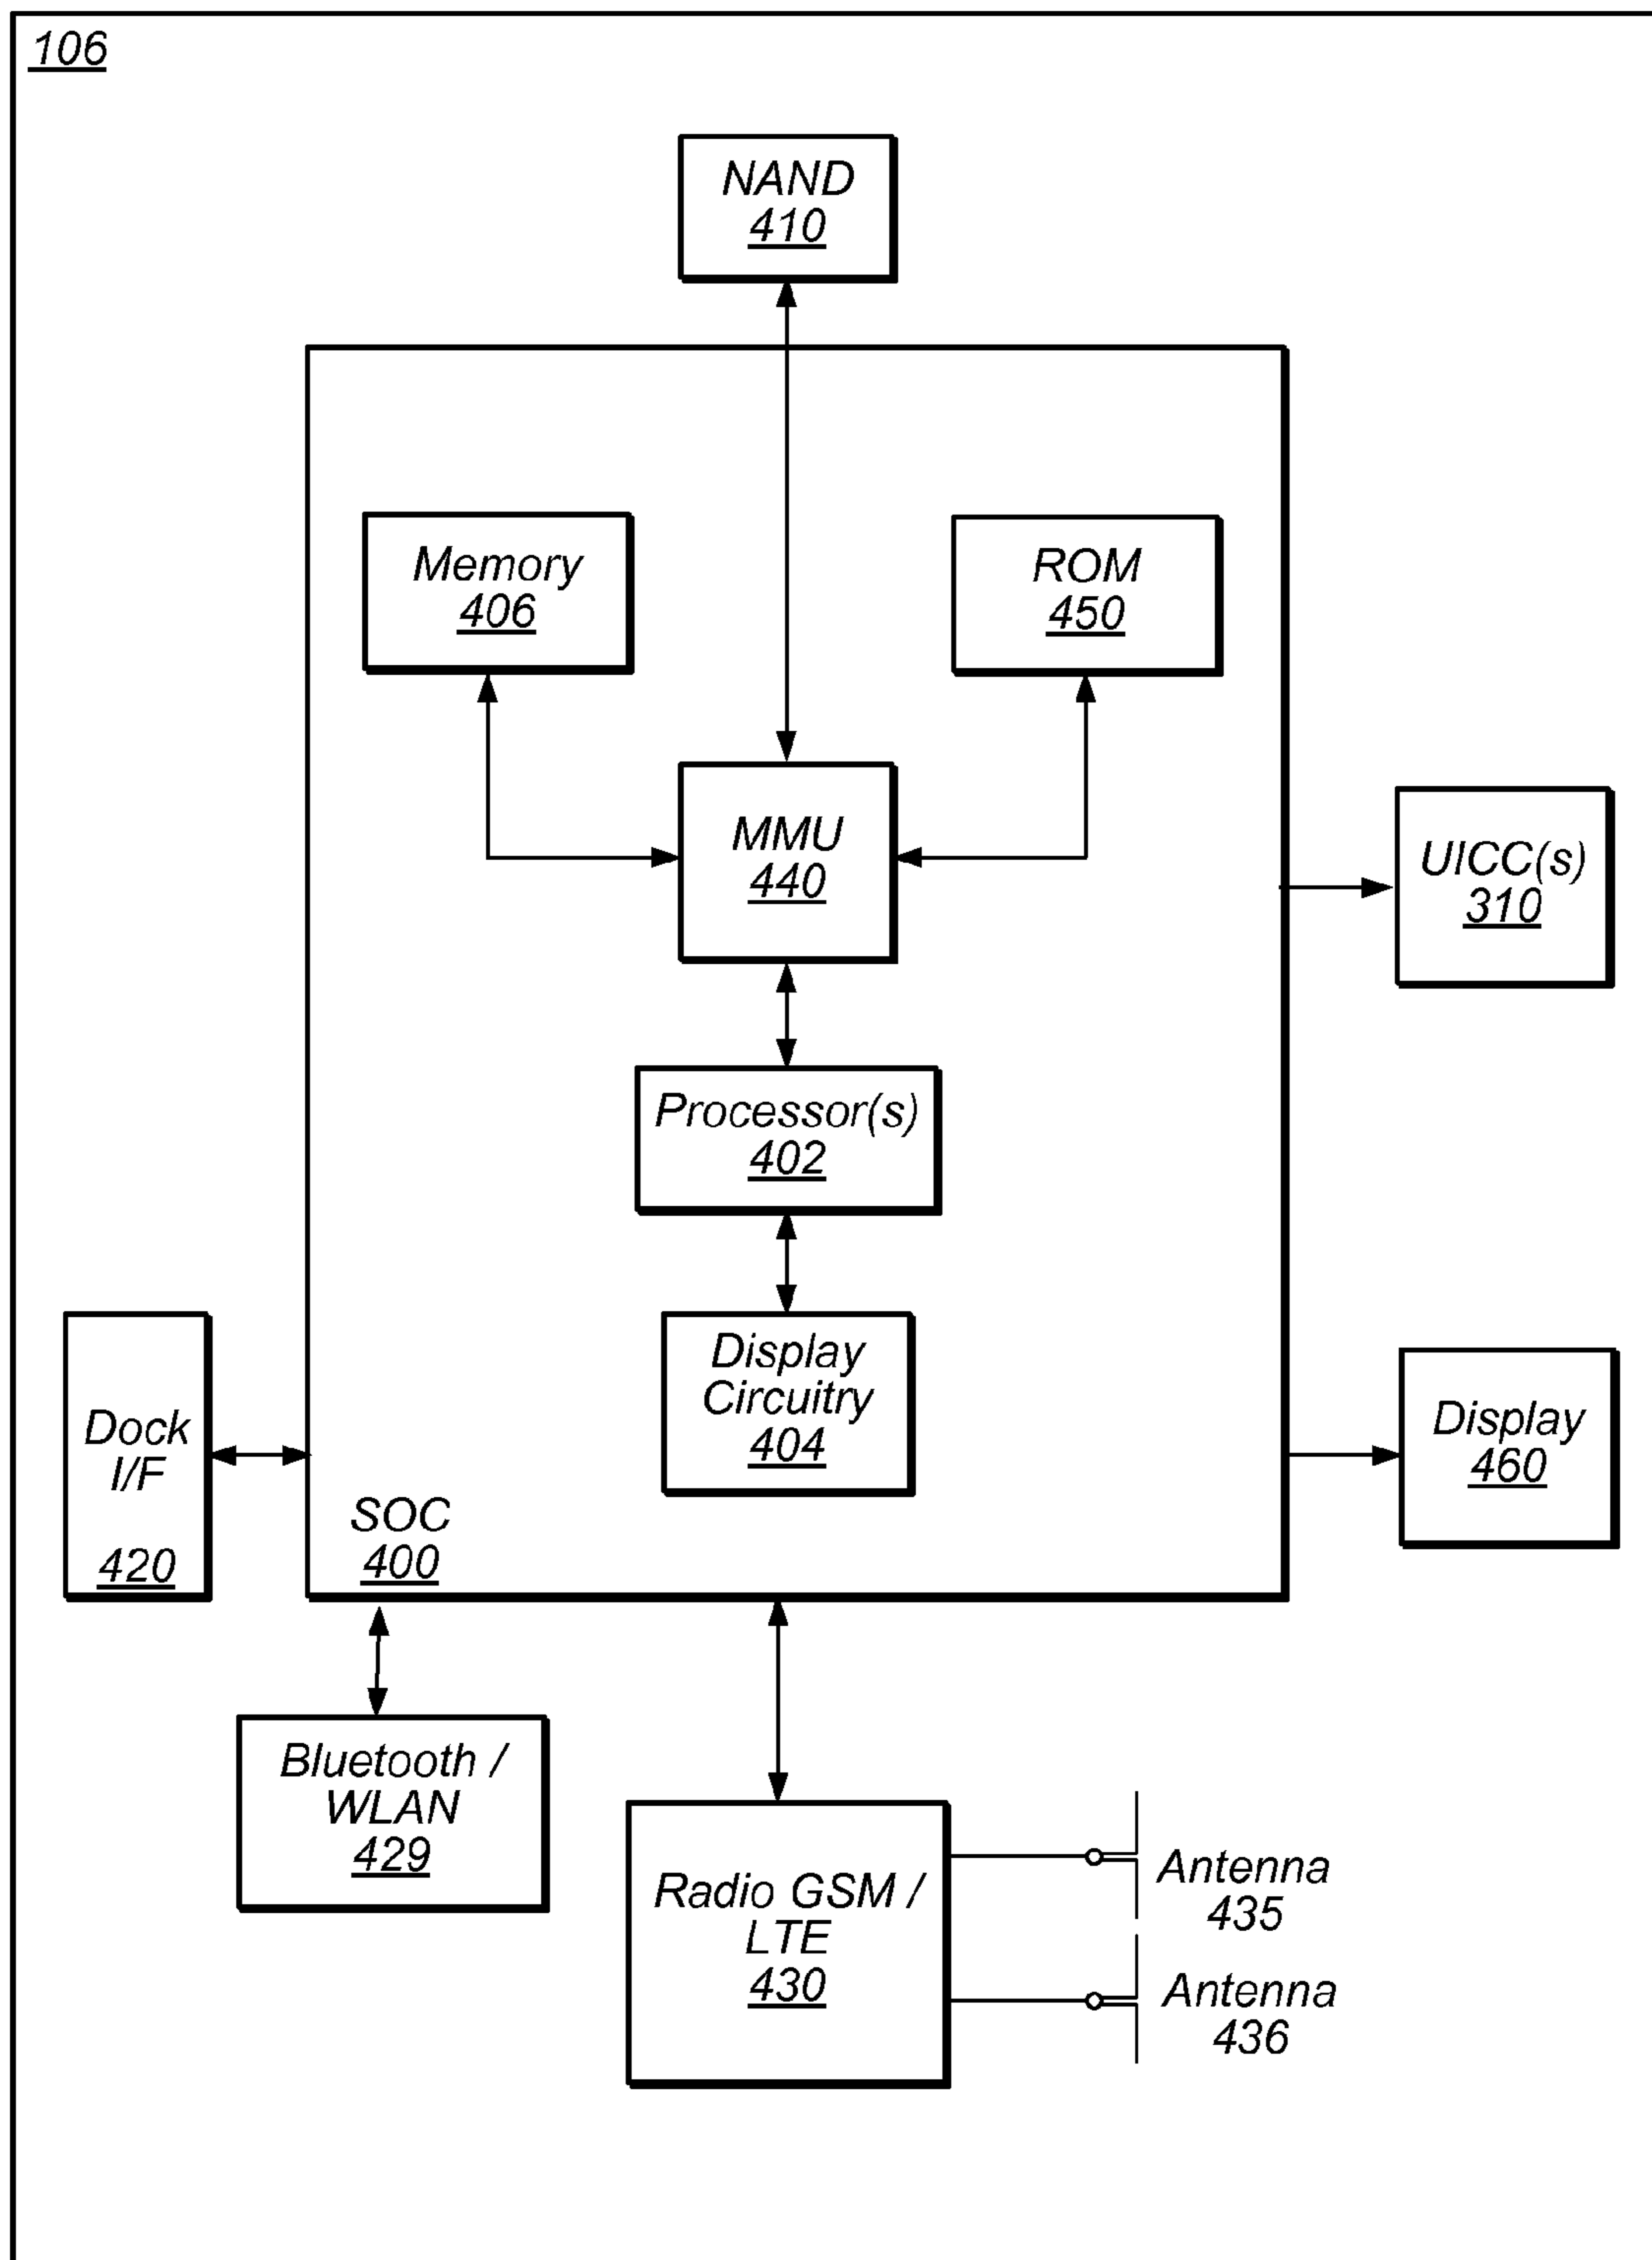 106
NAND
410
Memory
406
ROM
450
MMU
440
UICC(s)
310
Processor(s)
402
Display
Circuitry
404
Dock
I/F
420
Display
460
SOC
400
Bluetooth /
WLAN
429
Radio GSM /
LTE
430
Antenna
435
Antenna
436